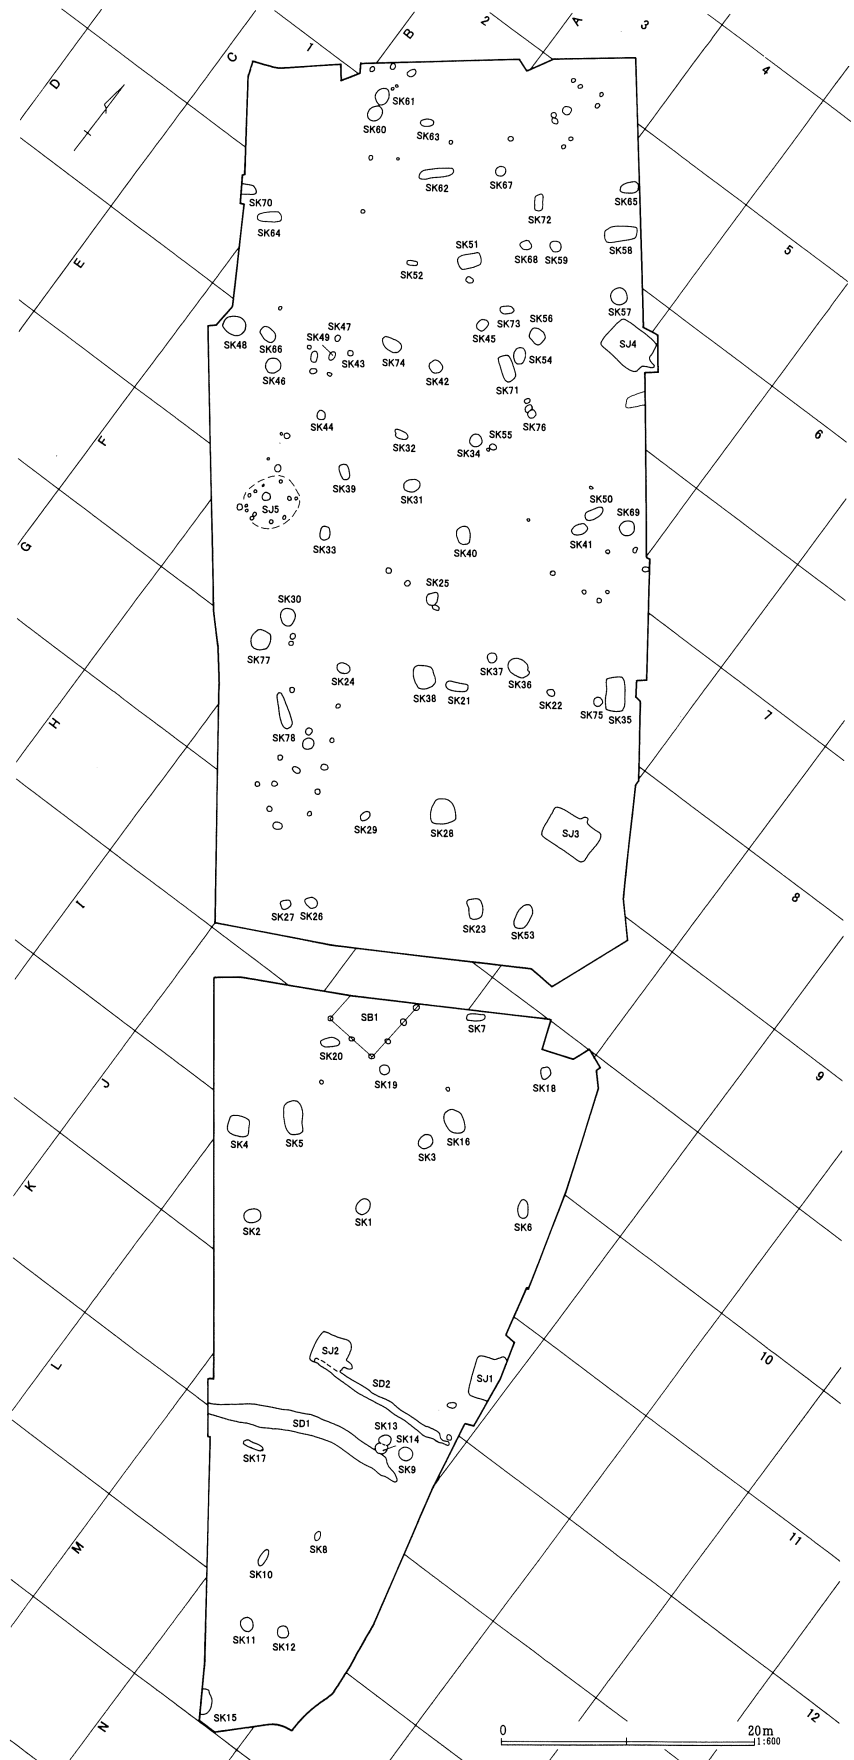 A
B
C
D
E
F
G
H
I
J
K
L
M
N
1
2
3
4
5
6
7
8
9
10
11
12
SK61
SK60
SK63
SK62
SK67
SK70
SK64
SK72
SK65
SK58
SK51
SK68
SK59
SK52
SK57
SK48
SK66
SK46
SK47
SK49
SK43
SK74
SK42
SK45
SK73
SK56
SK54
SK71
SJ4
SK76
SK44
SK32
SK34
SK55
SK39
SK31
SJ5
SK33
SK40
SK50
SK41
SK69
SK25
SK30
SK77
SK24
SK38
SK21
SK37
SK36
SK22
SK75
SK35
SK78
SK29
SK28
SJ3
SK27
SK26
SK23
SK53
SB1
SK7
SK20
SK19
SK18
SK4
SK5
SK16
SK3
SK2
SK1
SK6
SJ2
SD2
SJ1
SD1
SK13
SK14
SK9
SK17
SK8
SK10
SK11
SK12
SK15
0 20m
1:600